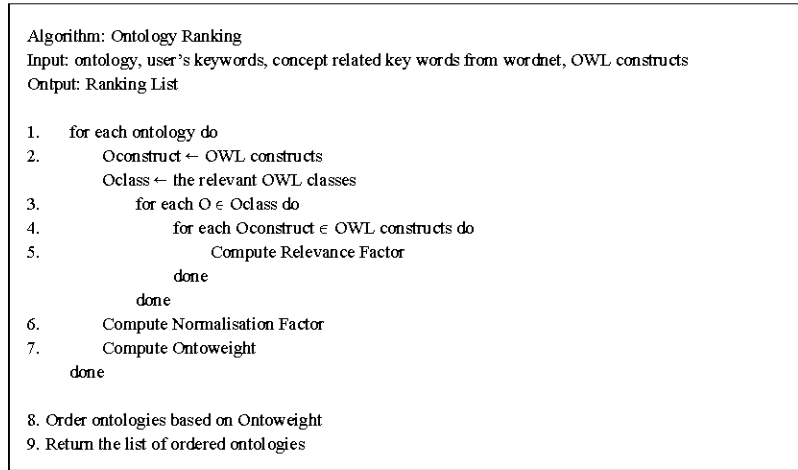 Algorithm: Ontology Ranking
Input: ontology, user's keywords, concept related key words from wordnet, OWL constructs
Ontput: Ranking List
1. for each ontology do
2. Oconstruct ← OWL constructs
Oclass ← the relevant OWL classes
3. for each O ∈ Oclass do
4. for each Oconstruct ∈ OWL constructs do
5. Compute Relevance Factor
done
done
6. Compute Normalisation Factor
7. Compute Ontoweight
done
8. Order ontologies based on Ontoweight
9. Return the list of ordered ontologies